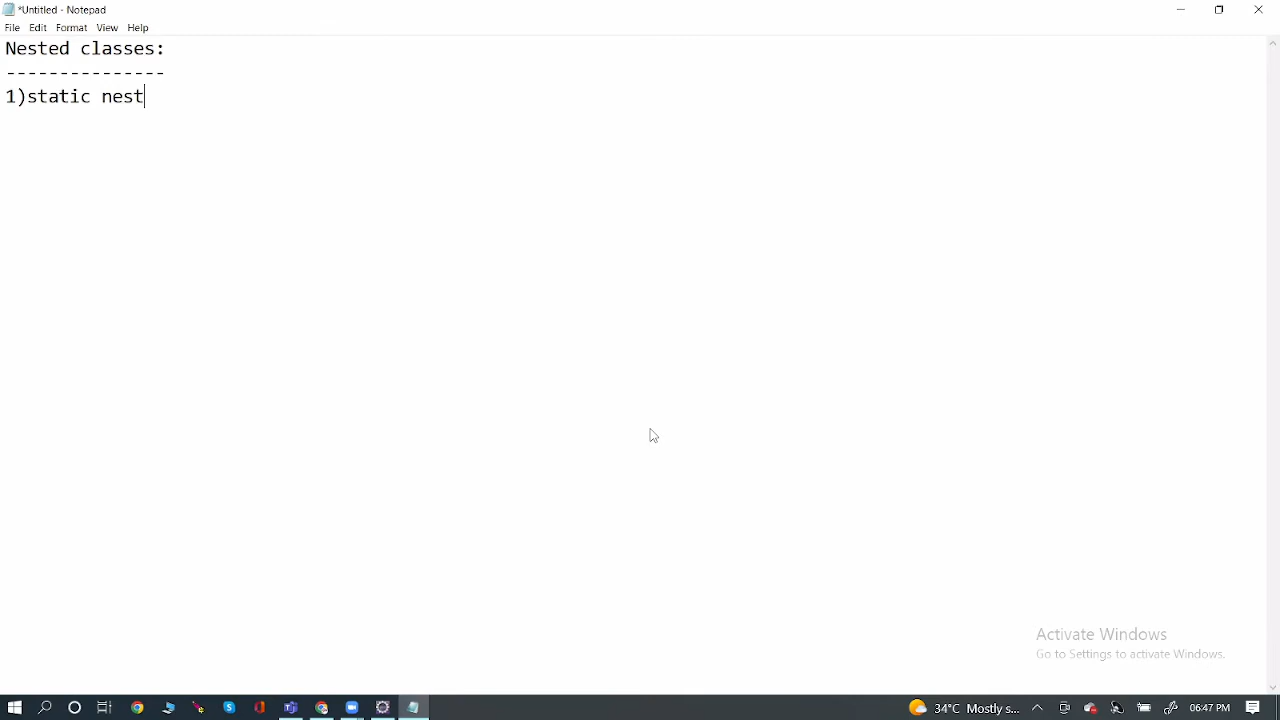 *Untitled - Notepad
File Edit Format View Help
Nested classes:
---------------
1)static nest
Activate Windows
Go to Settings to activate Windows.
34°C Mostly s... 06:47 PM